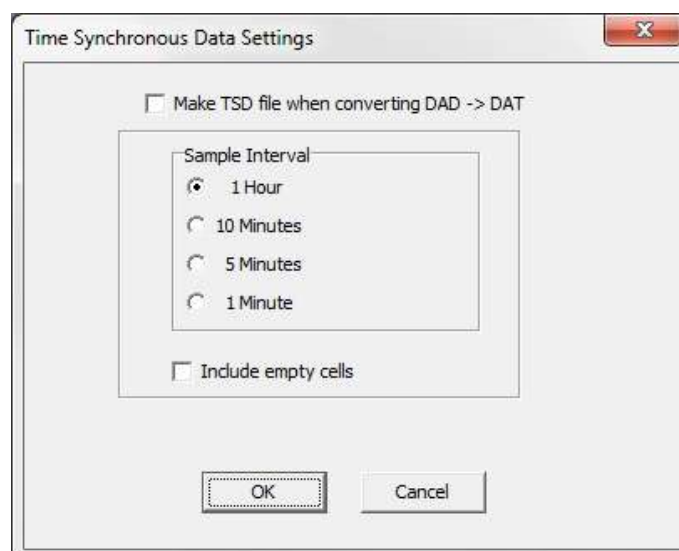 Time Synchronous Data Settings
Make TSD file when converting DAD -> DAT
Sample Interval
1 Hour
10 Minutes
5 Minutes
1 Minute
Include empty cells
OK Cancel